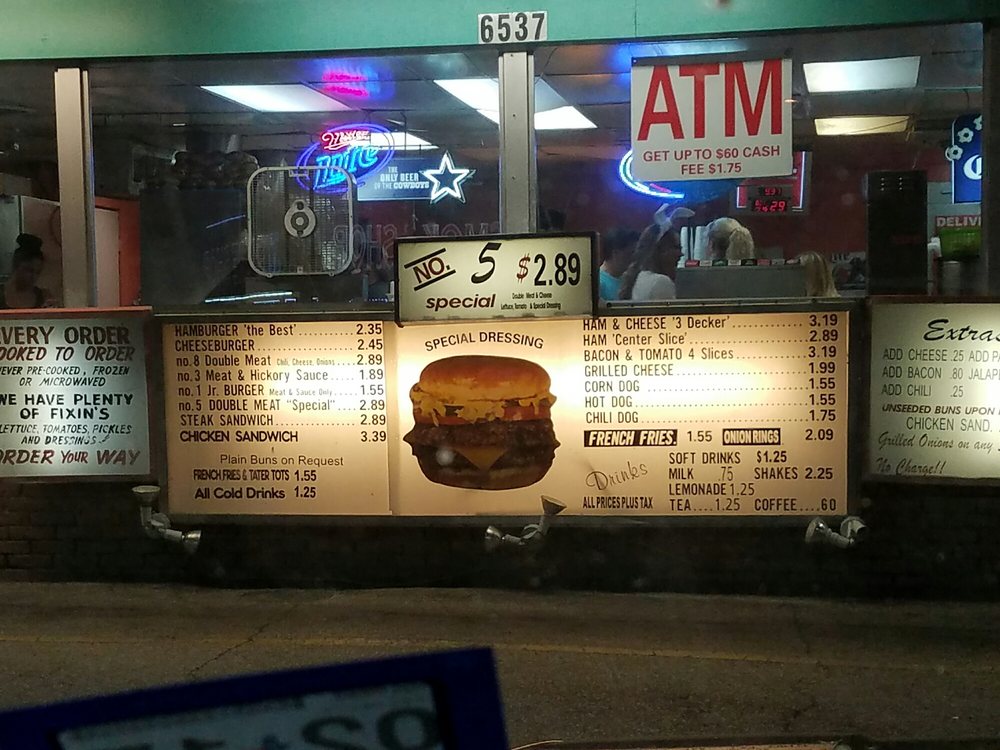 6537
ATM
GET UP TO $60 CASH
FEE $1.75
Miller
Lite
THE
ONLY BEER
OF THE COWBOYS
DELIV
NO. 5 $2.89
special
Double Meat & Cheese
Lettuce, Tomato & Special Dressing
VERY ORDER
OOKED TO ORDER
EVER PRE-COOKED, FROZEN
OR MICROWAVED
WE HAVE PLENTY
OF FIXIN'S
LETTUCE, TOMATOES, PICKLES
AND DRESSINGS
ORDER YOUR WAY
HAMBURGER 'the Best' 2.35
CHEESEBURGER 2.45
no. 8 Double Meat Chili, Cheese, Onions 2.89
no. 3 Meat & Hickory Sauce 1.89
no. 1 Jr. BURGER Meat & Sauce Only 1.55
no. 5 DOUBLE MEAT "Special" 2.89
STEAK SANDWICH 2.89
CHICKEN SANDWICH 3.39
Plain Buns on Request
FRENCH FRIES & TATER TOTS 1.55
All Cold Drinks 1.25
SPECIAL DRESSING
HAM & CHEESE '3 Decker' 3.19
HAM 'Center Slice' 2.89
BACON & TOMATO 4 Slices 3.19
GRILLED CHEESE 1.99
CORN DOG 1.55
HOT DOG 1.55
CHILI DOG 1.75
FRENCH FRIES. 1.55 ONION RINGS 2.09
Drinks
SOFT DRINKS $1.25
MILK .75 SHAKES 2.25
LEMONADE 1.25
TEA....1.25 COFFEE....60
ALL PRICES PLUS TAX
Extras
ADD CHEESE .25 ADD
ADD BACON .80 JALAP
ADD CHILI .25
UNSEEDED BUNS UPON
CHICKEN SAND.
Grilled Onions on any
No Charge!!